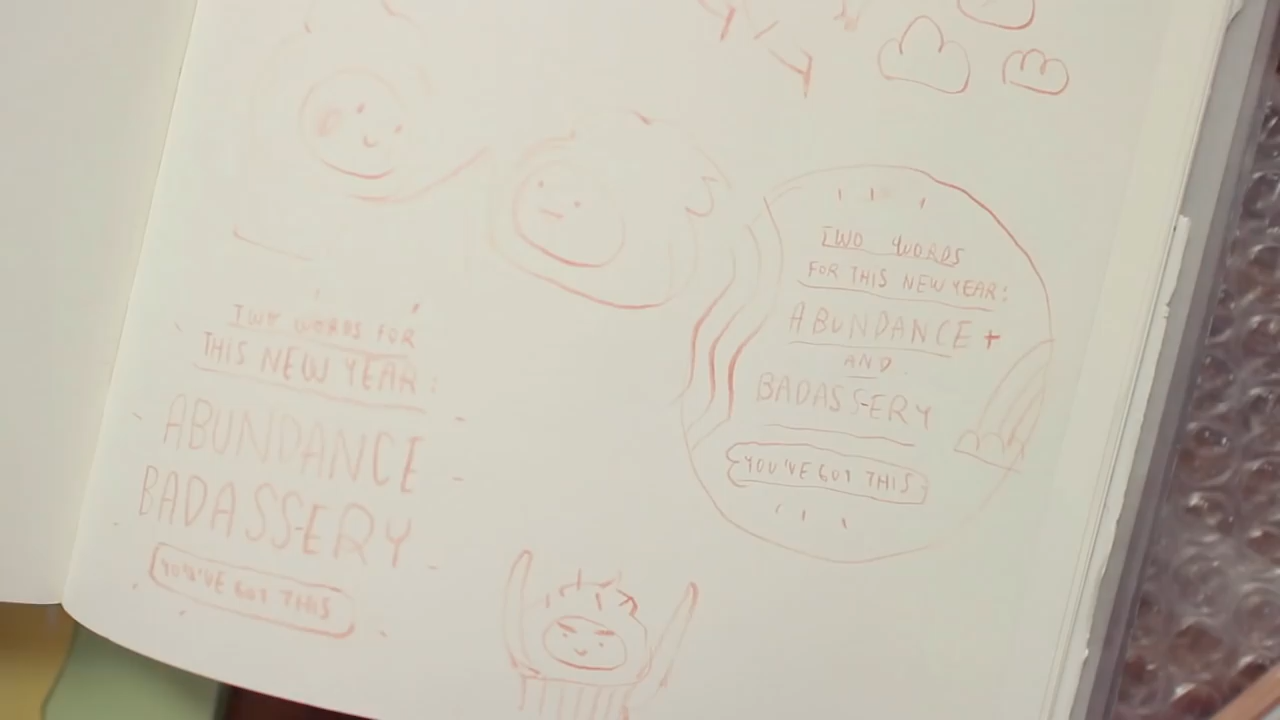 TWO WORDS FOR
THIS NEW YEAR:
ABUNDANCE
BADASS-ERY
YOU'VE GOT THIS
TWO WORDS
FOR THIS NEW YEAR:
ABUNDANCE +
AND
BADASS-ERY
YOU'VE GOT THIS